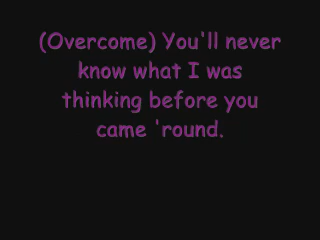 (Overcome) You'll never
know what I was
thinking before you
came 'round.